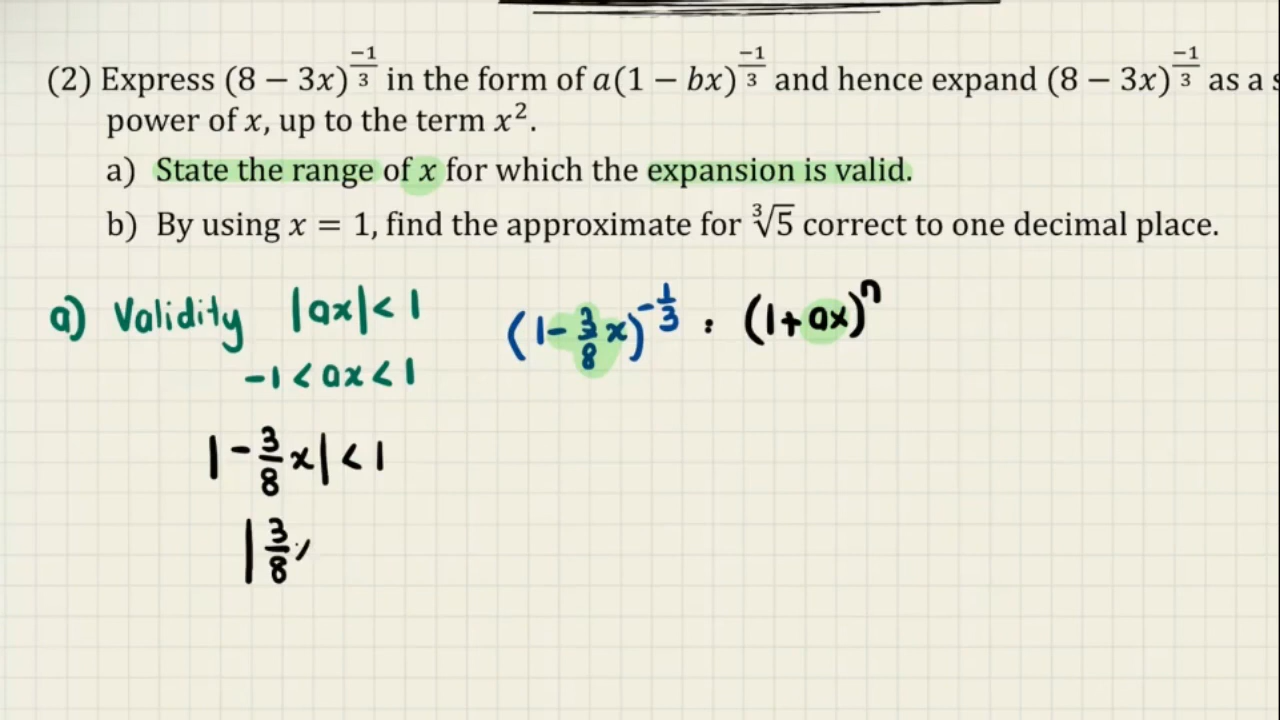 (2) Express (8 − 3x)^(-1/3) in the form of a(1 − bx)^(-1/3) and hence expand (8 − 3x)^(-1/3) as a
power of x, up to the term x².
a) State the range of x for which the expansion is valid.
b) By using x = 1, find the approximate for ∛5 correct to one decimal place.
a) Validity |ax| < 1 (1 - 3/8 x)^(-1/3) : (1 + ax)^n
-1 < ax < 1
|- 3/8 x| < 1
| 3/8